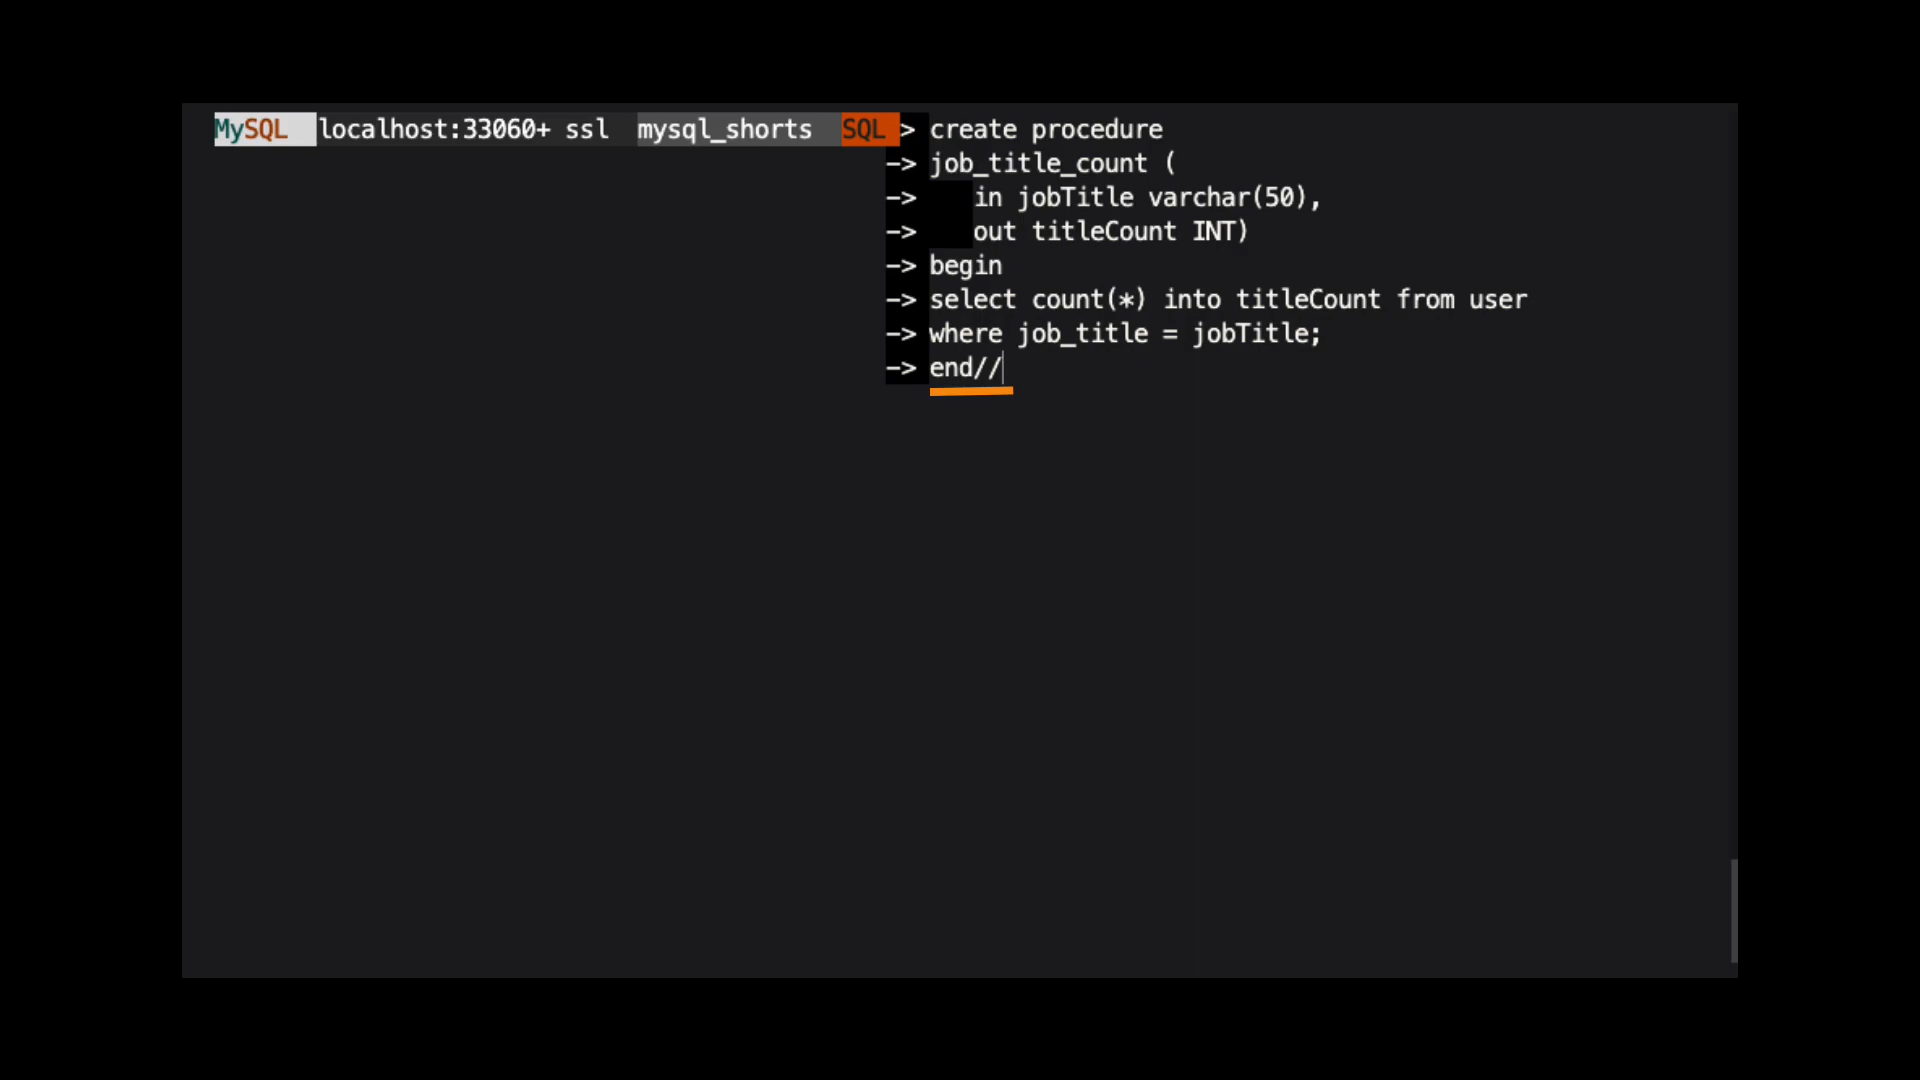 MySQL localhost:33060+ ssl mysql_shorts SQL > create procedure
-> job_title_count (
-> in jobTitle varchar(50),
-> out titleCount INT)
-> begin
-> select count(*) into titleCount from user
-> where job_title = jobTitle;
-> end//